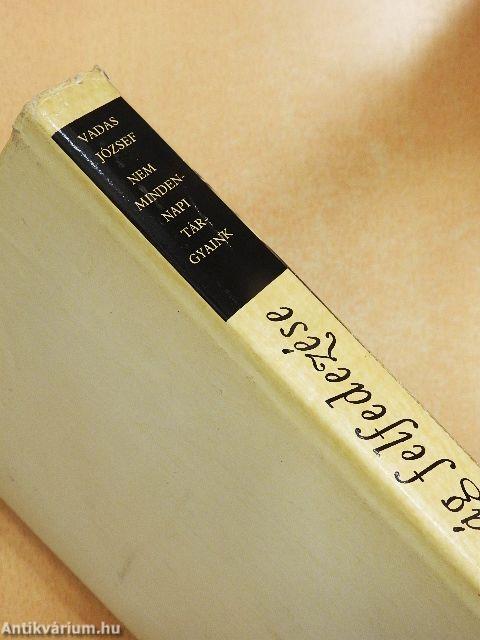 VADAS
JÓZSEF
NEM
MINDEN-
NAPI
TÁR-
GYAINK
felfedezése
Antikvárium.hu